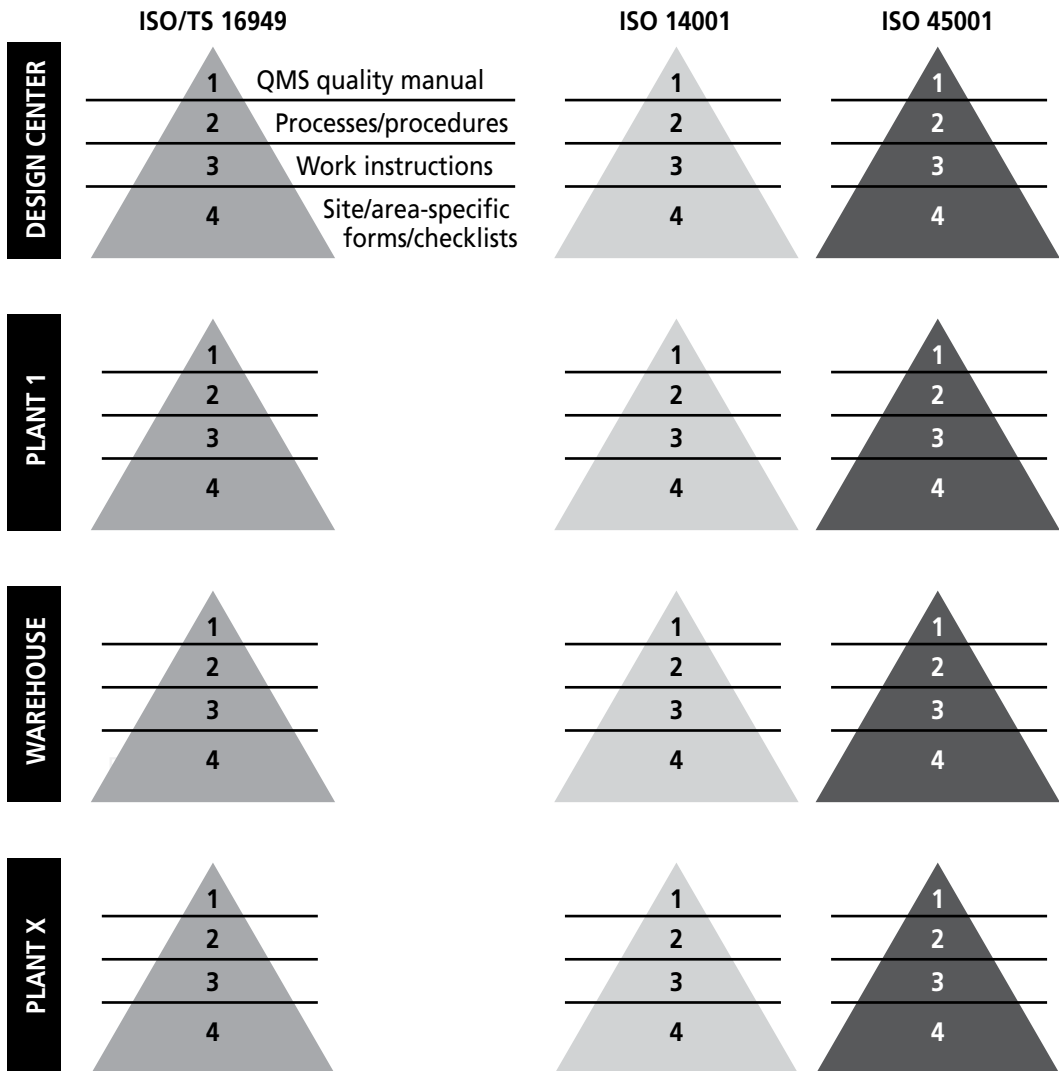 ISO/TS 16949 ISO 14001 ISO 45001
DESIGN CENTER
1 QMS quality manual 1 1
2 Processes/procedures 2 2
3 Work instructions 3 3
4 Site/area-specific 4 4
forms/checklists
PLANT 1
1 1 1
2 2 2
3 3 3
4 4 4
WAREHOUSE
1 1 1
2 2 2
3 3 3
4 4 4
PLANT X
1 1 1
2 2 2
3 3 3
4 4 4